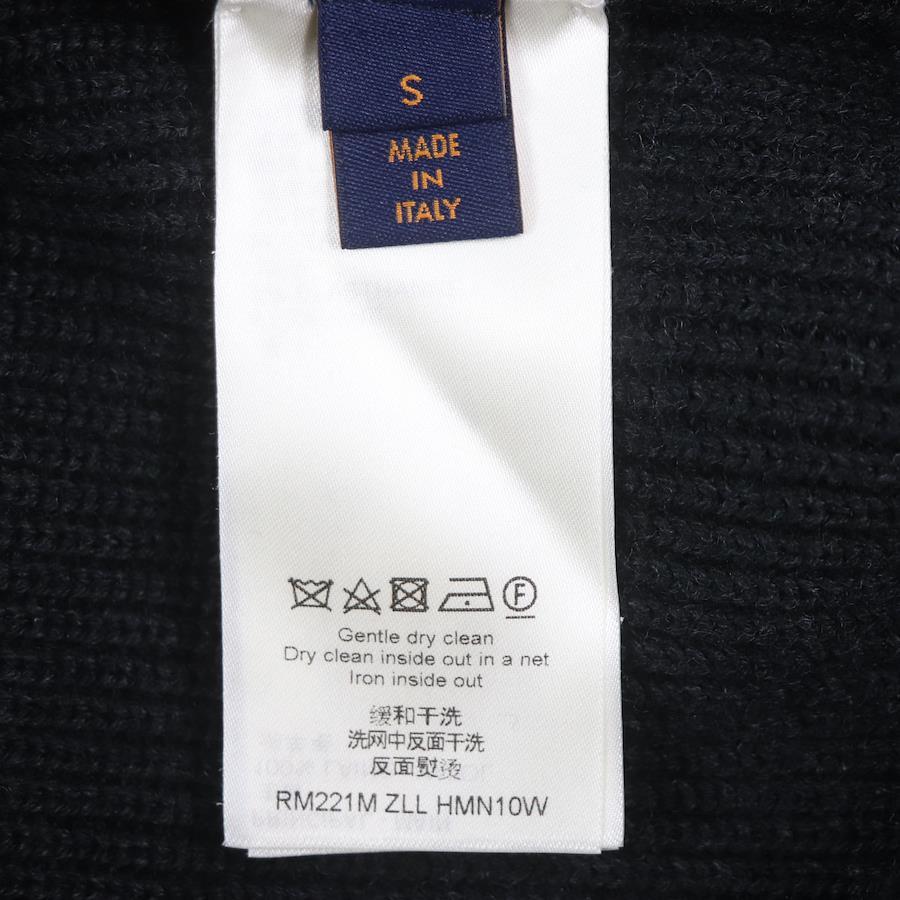 S
MADE
IN
ITALY
F
Gentle dry clean
Dry clean inside out in a net
Iron inside out
缓和干洗
洗网中反面干洗
反面熨烫
RM221M ZLL HMN10W